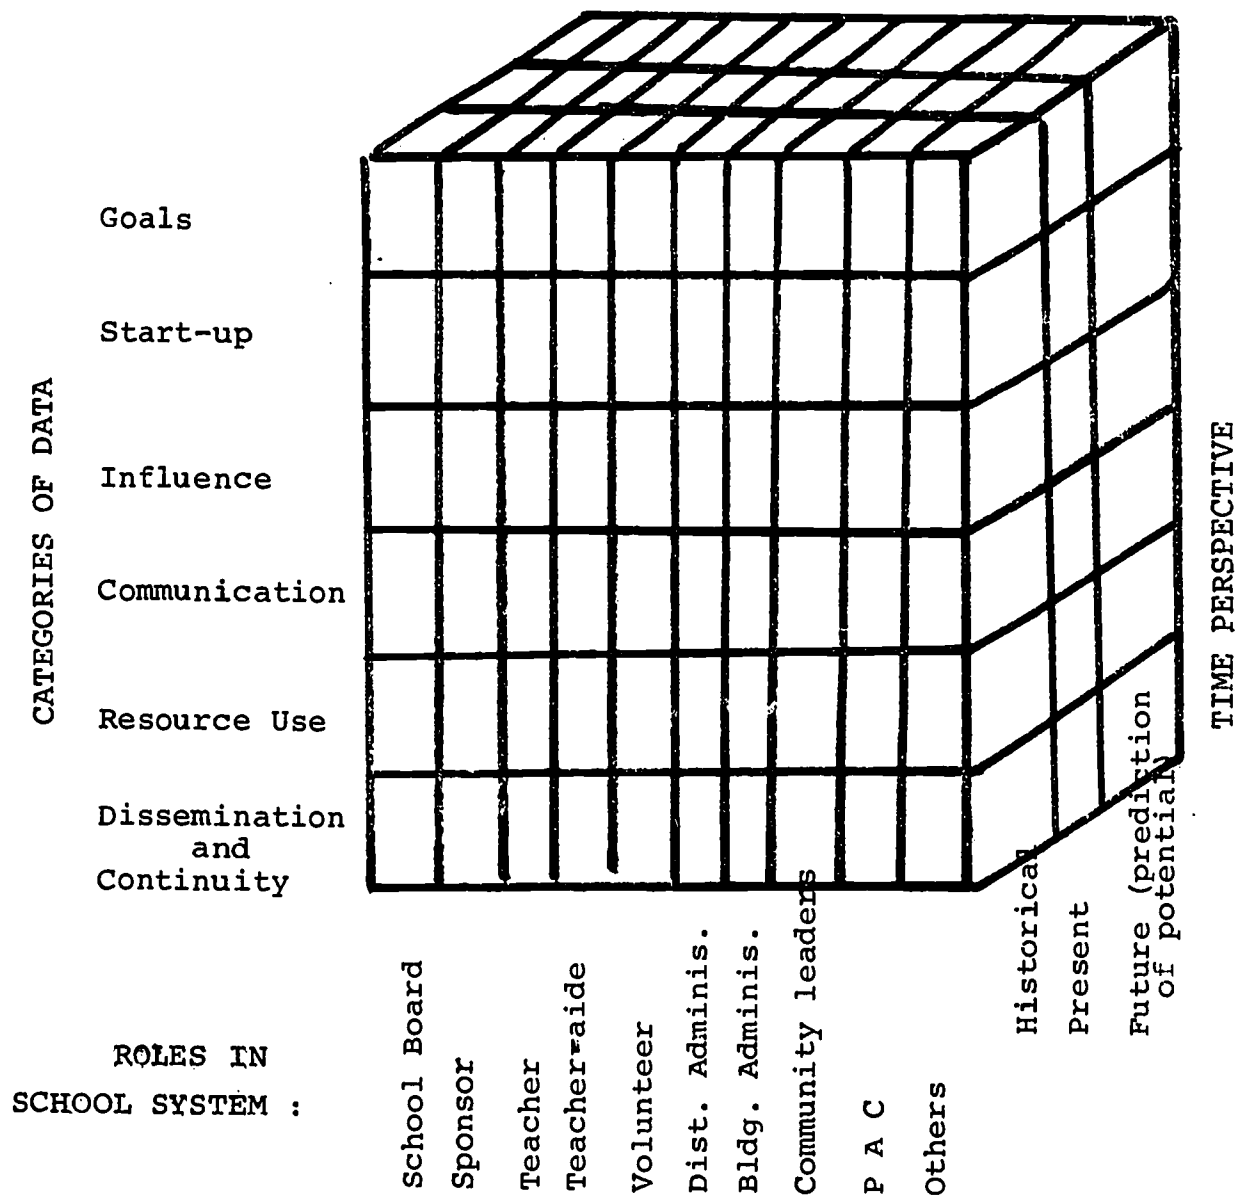 CATEGORIES OF DATA
Goals
Start-up
Influence
Communication
Resource Use
Dissemination
and
Continuity
TIME PERSPECTIVE
Historical
Present
Future (prediction
of potential)
ROLES IN
SCHOOL SYSTEM :
School Board
Sponsor
Teacher
Teacher-aide
Volunteer
Dist. Adminis.
Bldg. Adminis.
Community leaders
P A C
Others